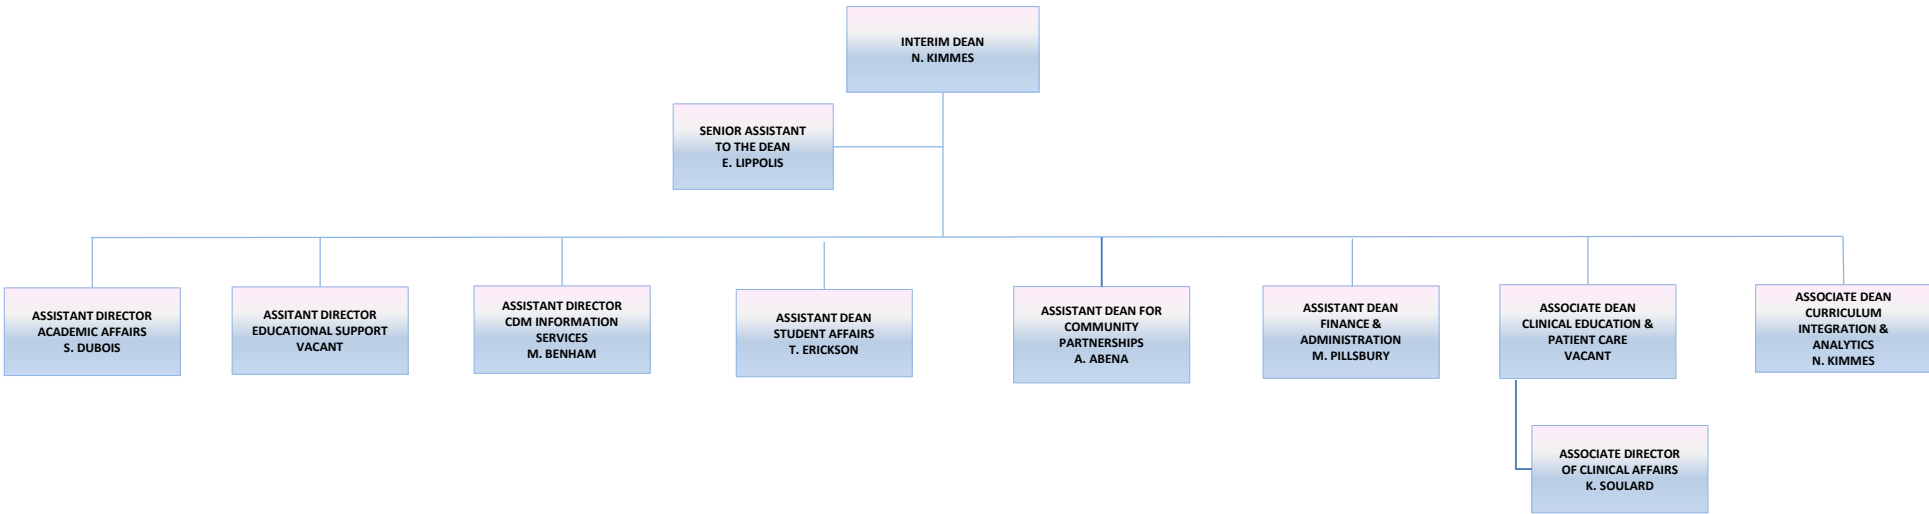 INTERIM DEAN
N. KIMMES
SENIOR ASSISTANT
TO THE DEAN
E. LIPPOLIS
ASSISTANT DIRECTOR
ACADEMIC AFFAIRS
S. DUBOIS
ASSITANT DIRECTOR
EDUCATIONAL SUPPORT
VACANT
ASSISTANT DIRECTOR
CDM INFORMATION
SERVICES
M. BENHAM
ASSISTANT DEAN
STUDENT AFFAIRS
T. ERICKSON
ASSISTANT DEAN FOR
COMMUNITY
PARTNERSHIPS
A. ABENA
ASSISTANT DEAN
FINANCE &
ADMINISTRATION
M. PILLSBURY
ASSOCIATE DEAN
CLINICAL EDUCATION &
PATIENT CARE
VACANT
ASSOCIATE DEAN
CURRICULUM
INTEGRATION &
ANALYTICS
N. KIMMES
ASSOCIATE DIRECTOR
OF CLINICAL AFFAIRS
K. SOULARD